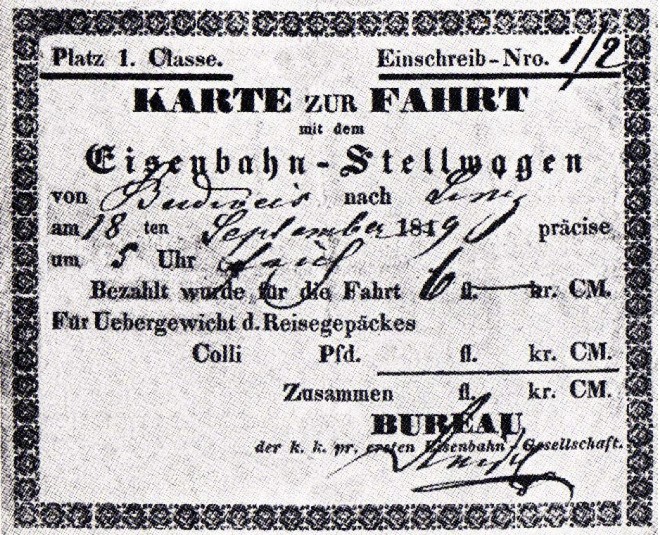 Platz 1. Classe. Einschreib-Nro. 1/2
KARTE ZUR FAHRT
mit dem
Eisenbahn-Stellwagen
von Budweis nach Linz
am 18 ten September 1849 präcise
um 5 Uhr früh
Bezahlt wurde für die Fahrt 6 fl. — kr. CM.
Für Uebergewicht d. Reisegepäckes
Colli Pfd. fl. kr. CM.
Zusammen fl. kr. CM.
BUREAU
der k. k. pr. ersten Eisenbahn-Gesellschaft.